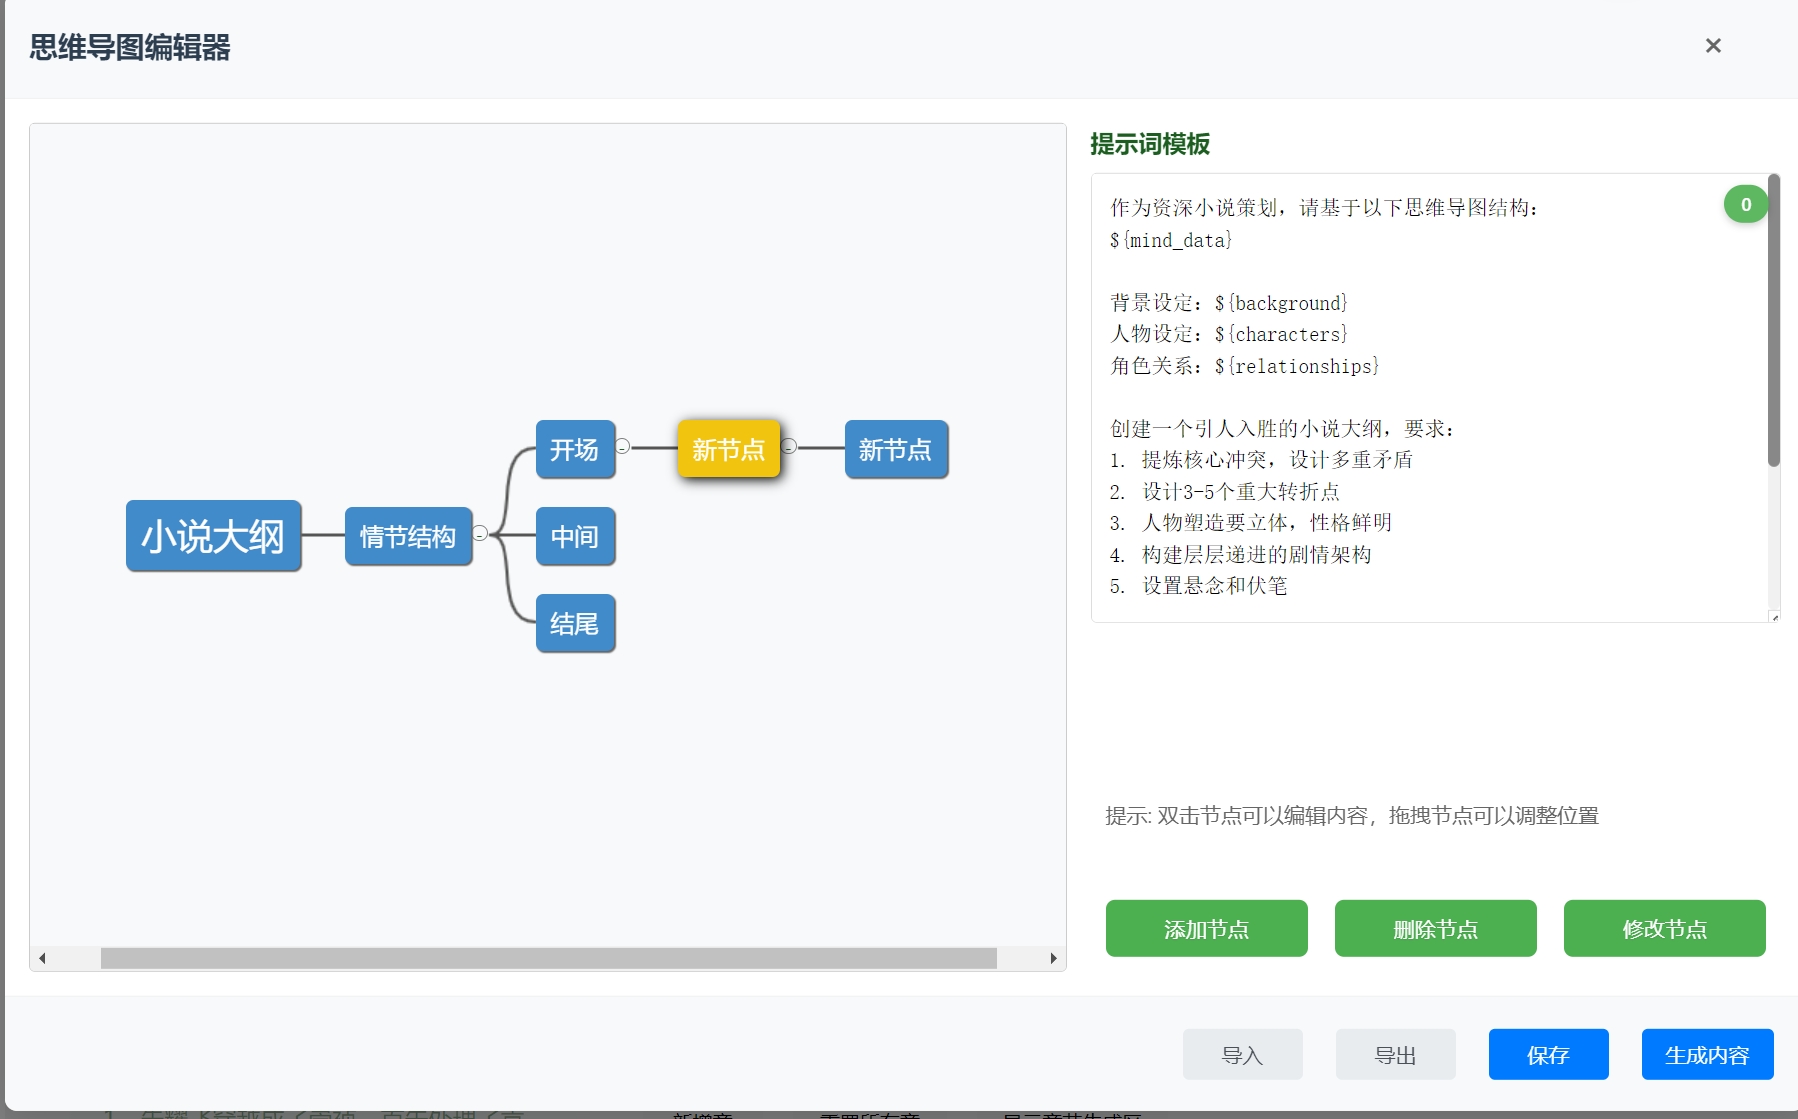 思维导图编辑器
×
提示词模板
0
作为资深小说策划，请基于以下思维导图结构：
${mind_data}
背景设定：${background}
人物设定：${characters}
角色关系：${relationships}
创建一个引人入胜的小说大纲，要求：
1. 提炼核心冲突，设计多重矛盾
2. 设计3-5个重大转折点
3. 人物塑造要立体，性格鲜明
4. 构建层层递进的剧情架构
5. 设置悬念和伏笔
小说大纲
情节结构
开场
新节点
新节点
中间
结尾
提示: 双击节点可以编辑内容，拖拽节点可以调整位置
添加节点
删除节点
修改节点
导入
导出
保存
生成内容